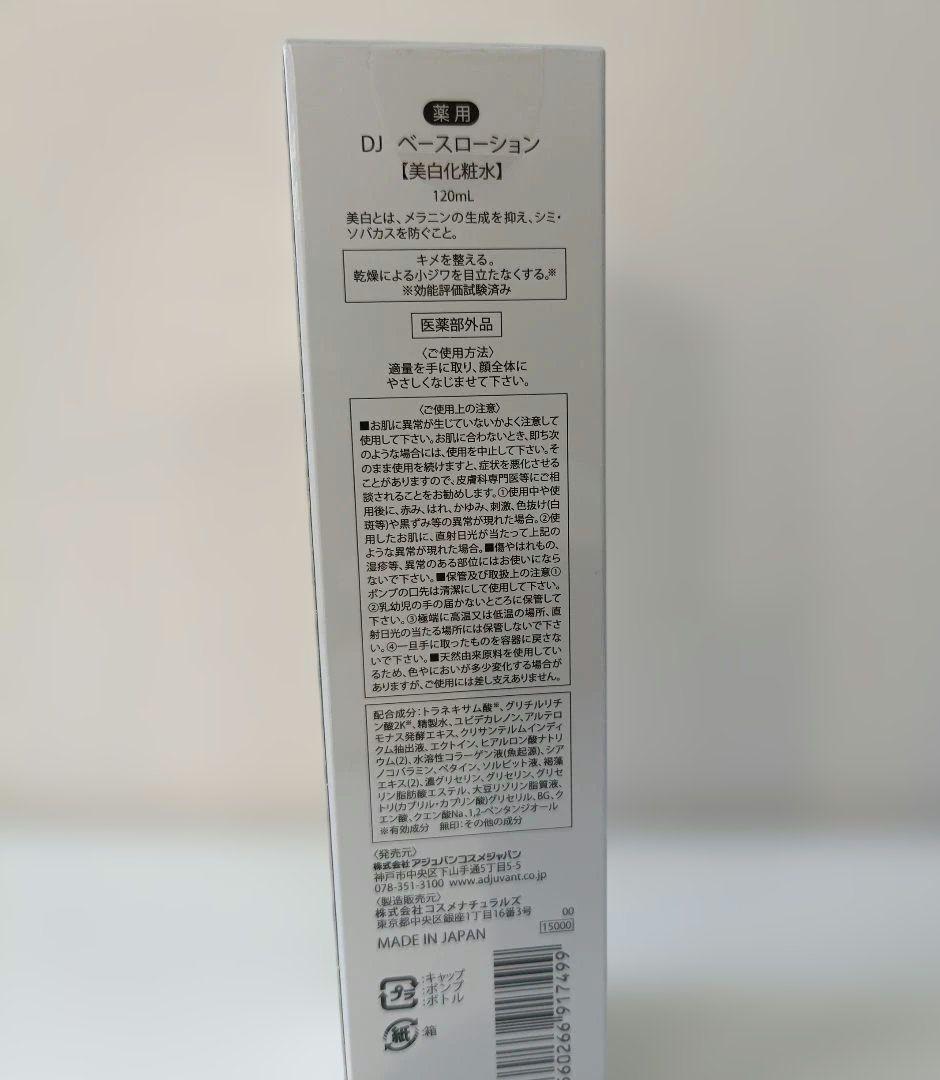 薬用
DJ ベースローション
【美白化粧水】
120mL
美白とは、メラニンの生成を抑え、シミ・
ソバカスを防ぐこと。
キメを整える。
乾燥による小ジワを目立たなくする。※
※効能評価試験済み
医薬部外品
〈ご使用方法〉
適量を手に取り、顔全体に
やさしくなじませて下さい。
〈ご使用上の注意〉
■お肌に異常が生じていないかよく注意して
使用して下さい。お肌に合わないとき、即ち次
のような場合には、使用を中止して下さい。そ
のまま使用を続けますと、症状を悪化させる
ことがありますので、皮膚科専門医等にご相
談されることをお勧めします。①使用中や使
用後に、赤み、はれ、かゆみ、刺激、色抜け(白
斑等)や黒ずみ等の異常が現れた場合。②使
用したお肌に、直射日光が当たって上記の
ような異常が現れた場合。■傷やはれもの、
湿疹等、異常のある部位にはお使いになら
ないで下さい。■保管及び取扱上の注意①
ポンプの口先は清潔にして使用して下さい。
②乳幼児の手の届かないところに保管して
下さい。③極端に高温又は低温の場所、直
射日光の当たる場所には保管しないで下さ
い。④一旦手に取ったものを容器に戻さな
いで下さい。■天然由来原料を使用してい
るため、色やにおいが多少変化する場合が
ありますが、ご使用には差し支えありません。
配合成分：トラネキサム酸※、グリチルリチ
ン酸2K※、精製水、ユビデカレノン、アルテロ
モナス発酵エキス、クリサンテルムインディ
クム抽出液、エクトイン、ヒアルロン酸ナトリ
ウム(2)、水溶性コラーゲン液(魚起源)、シア
ノコバラミン、ベタイン、ソルビット液、褐藻
エキス(2)、濃グリセリン、グリセリン、グリセ
リン脂肪酸エステル、大豆リゾリン脂質液、
トリ(カプリル・カプリン酸)グリセリル、BG、ク
エン酸、クエン酸Na、1,2-ペンタンジオール
※有効成分 無印：その他の成分
〈発売元〉
株式会社 アジュバンコスメジャパン
神戸市中央区下山手通5丁目5-5
078-351-3100 www.adjuvant.co.jp
〈製造販売元〉
株式会社 コスメナチュラルズ
東京都中央区銀座1丁目16番3号
00
15000
MADE IN JAPAN
プラ
：キャップ
：ポンプ
：ボトル
紙
：箱
560266 917499